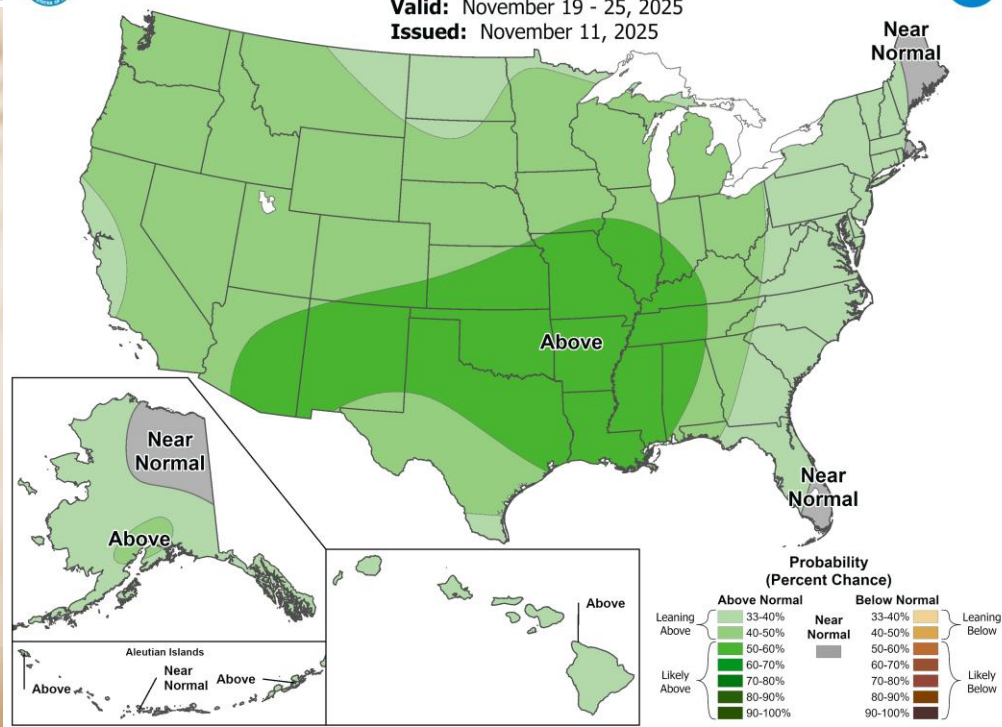 Valid: November 19 - 25, 2025
Issued: November 11, 2025
Near
Normal
Above
Near
Normal
Near
Normal
Above
Aleutian Islands
Above
Near
Normal
Above
Above
Probability
(Percent Chance)
Above Normal
Below Normal
Leaning
Above
33-40%
40-50%
50-60%
60-70%
70-80%
80-90%
90-100%
Likely
Above
Near
Normal
33-40%
40-50%
50-60%
60-70%
70-80%
80-90%
90-100%
Leaning
Below
Likely
Below